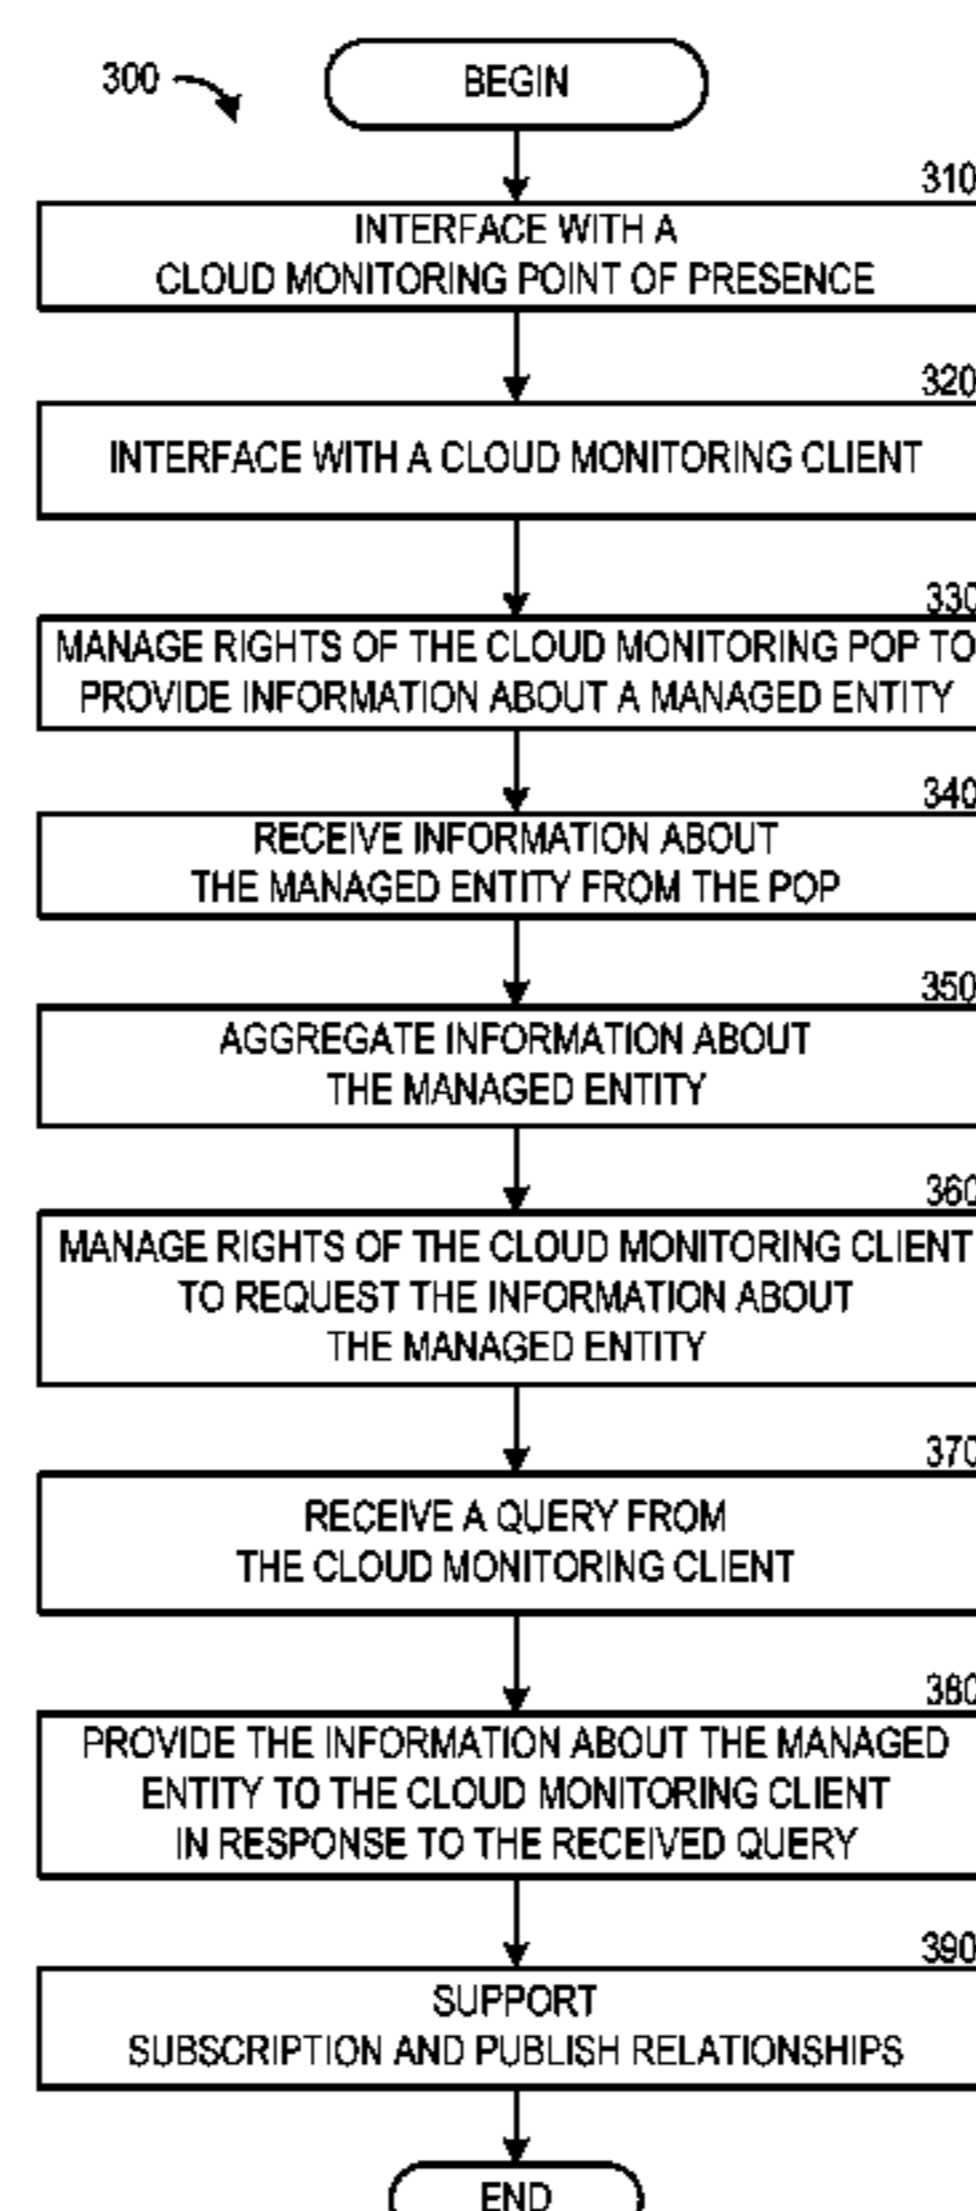 300
BEGIN
310
INTERFACE WITH A
CLOUD MONITORING POINT OF PRESENCE
320
INTERFACE WITH A CLOUD MONITORING CLIENT
330
MANAGE RIGHTS OF THE CLOUD MONITORING POP TO
PROVIDE INFORMATION ABOUT A MANAGED ENTITY
340
RECEIVE INFORMATION ABOUT
THE MANAGED ENTITY FROM THE POP
350
AGGREGATE INFORMATION ABOUT
THE MANAGED ENTITY
360
MANAGE RIGHTS OF THE CLOUD MONITORING CLIENT
TO REQUEST THE INFORMATION ABOUT
THE MANAGED ENTITY
370
RECEIVE A QUERY FROM
THE CLOUD MONITORING CLIENT
380
PROVIDE THE INFORMATION ABOUT THE MANAGED
ENTITY TO THE CLOUD MONITORING CLIENT
IN RESPONSE TO THE RECEIVED QUERY
390
SUPPORT
SUBSCRIPTION AND PUBLISH RELATIONSHIPS
END